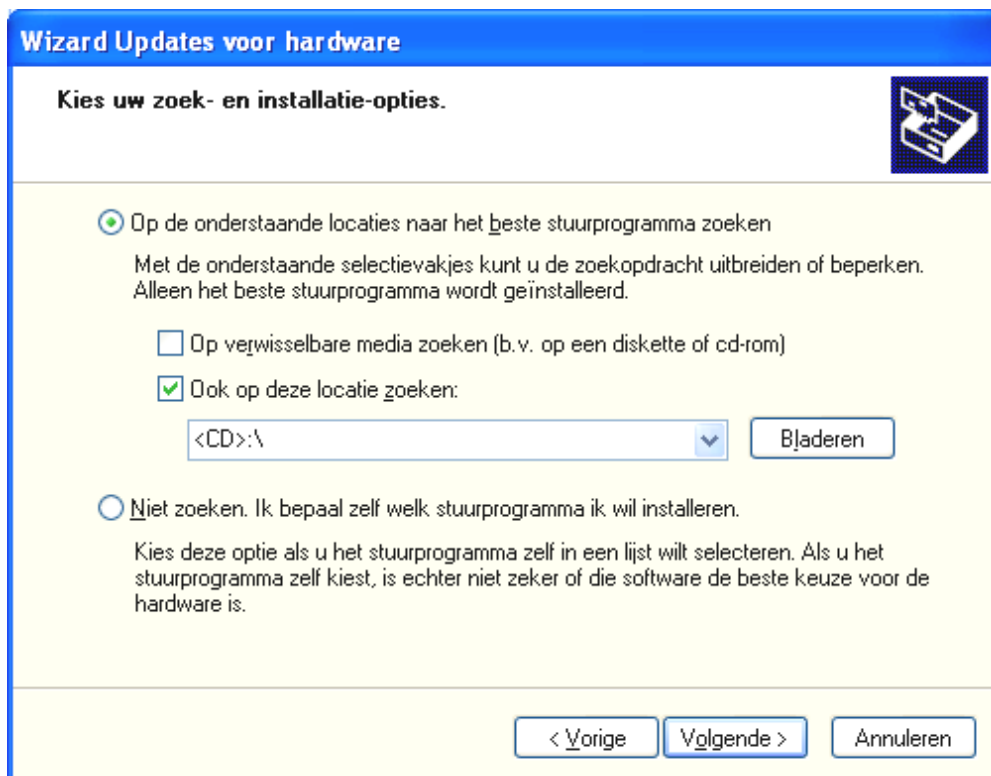 Wizard Updates voor hardware
Kies uw zoek- en installatie-opties.
Op de onderstaande locaties naar het beste stuurprogramma zoeken
Met de onderstaande selectievakjes kunt u de zoekopdracht uitbreiden of beperken.
Alleen het beste stuurprogramma wordt geïnstalleerd.
Op verwisselbare media zoeken (b.v. op een diskette of cd-rom)
Ook op deze locatie zoeken:
<CD>:\
Bladeren
Niet zoeken. Ik bepaal zelf welk stuurprogramma ik wil installeren.
Kies deze optie als u het stuurprogramma zelf in een lijst wilt selecteren. Als u het
stuurprogramma zelf kiest, is echter niet zeker of die software de beste keuze voor de
hardware is.
< Vorige
Volgende >
Annuleren